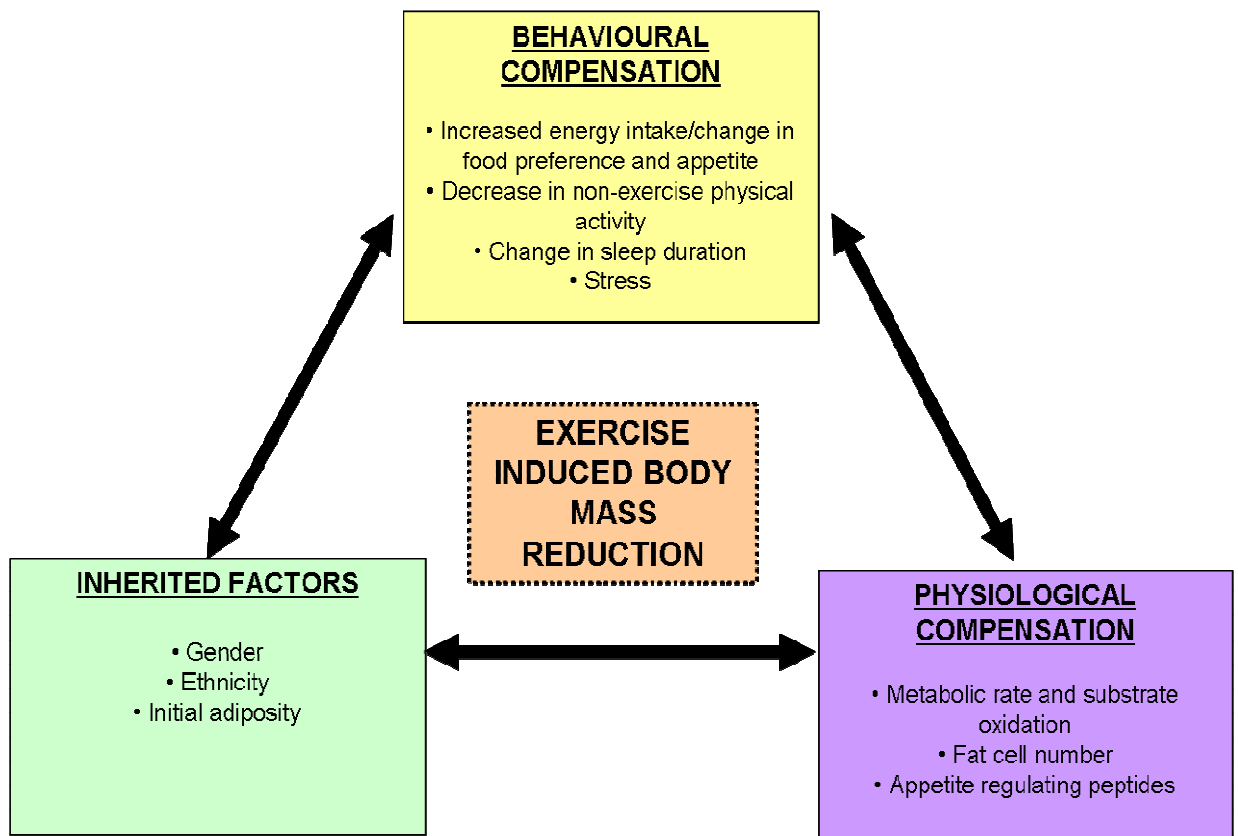 BEHAVIOURAL
COMPENSATION
• Increased energy intake/change in
food preference and appetite
• Decrease in non-exercise physical
activity
• Change in sleep duration
• Stress
EXERCISE
INDUCED BODY
MASS
REDUCTION
INHERITED FACTORS
• Gender
• Ethnicity
• Initial adiposity
PHYSIOLOGICAL
COMPENSATION
• Metabolic rate and substrate
oxidation
• Fat cell number
• Appetite regulating peptides